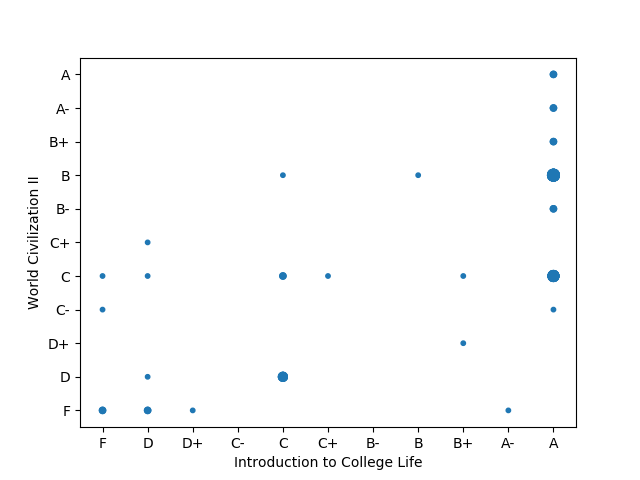 A
A-
B+
B
B-
C+
C
C-
D+
D
F
World Civilization II
F D D+ C- C C+ B- B B+ A- A
Introduction to College Life